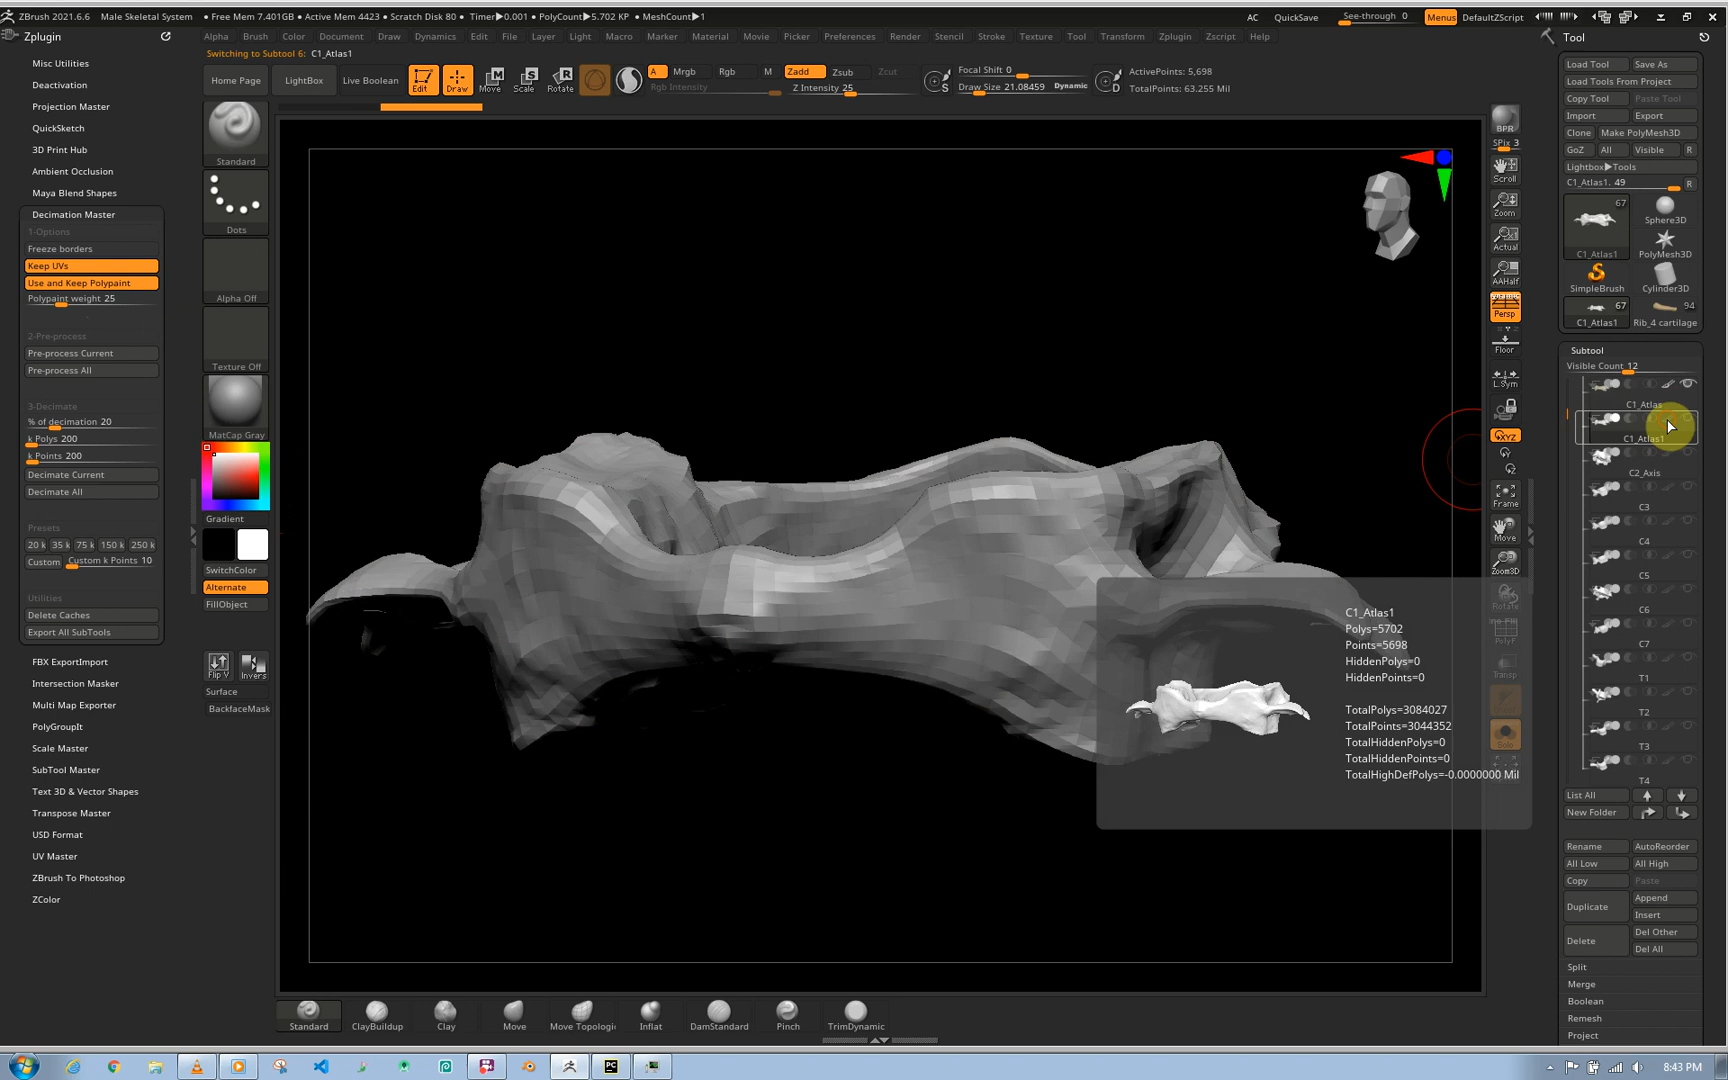 ZBrush 2021.6.6 Male Skeletal System • Free Mem 7.401GB • Active Mem 4423 • Scratch Disk 80 • Timer▶0.001 • PolyCount▶5.702 KP • MeshCount▶1
AC QuickSave See-through 0 Menus DefaultZScript
Zplugin
Alpha Brush Color Document Draw Dynamics Edit File Layer Light Macro Marker Material Movie Picker Preferences Render Stencil Stroke Texture Tool Transform Zplugin Zscript Help
Switching to Subtool 6: C1_Atlas1
Home Page LightBox Live Boolean Edit Draw Move Scale Rotate
A Mrgb Rgb M Zadd Zsub Zcut
Rgb Intensity Z Intensity 25
Focal Shift 0
Draw Size 21.08459 Dynamic
ActivePoints: 5,698
TotalPoints: 63.255 Mil
Misc Utilities
Deactivation
Projection Master
QuickSketch
3D Print Hub
Ambient Occlusion
Maya Blend Shapes
Decimation Master
1-Options
Freeze borders
Keep UVs
Use and Keep Polypaint
Polypaint weight 25
2-Pre-process
Pre-process Current
Pre-process All
3-Decimate
% of decimation 20
k Polys 200
k Points 200
Decimate Current
Decimate All
Presets
20 k 35 k 75 k 150 k 250 k
Custom Custom k Points 10
Utilities
Delete Caches
Export All SubTools
FBX ExportImport
Intersection Masker
Multi Map Exporter
PolyGroupIt
Scale Master
SubTool Master
Text 3D & Vector Shapes
Transpose Master
USD Format
UV Master
ZBrush To Photoshop
ZColor
Standard
Dots
Alpha Off
Texture Off
MatCap Gray
Gradient
SwitchColor
Alternate
FillObject
Flip V Invers
Surface
BackfaceMask
C1_Atlas1
Polys=5702
Points=5698
HiddenPolys=0
HiddenPoints=0
TotalPolys=3084027
TotalPoints=3044352
TotalHiddenPolys=0
TotalHiddenPoints=0
TotalHighDefPolys=-0.0000000 Mil
BPR
SPix 3
Scroll
Zoom
Actual
AAHalf
Persp
Floor
L.Sym
XYZ
Frame
Move
Zoom3D
Rotate
PolyF
Transp
Solo
Tool
Load Tool Save As
Load Tools From Project
Copy Tool Paste Tool
Import Export
Clone Make PolyMesh3D
GoZ All Visible R
Lightbox▶Tools
C1_Atlas1. 49 R
67
C1_Atlas1
Sphere3D
PolyMesh3D
SimpleBrush
Cylinder3D
67 94
C1_Atlas1 Rib_4 cartilage
Subtool
Visible Count 12
C1_Atlas
C1_Atlas1
C2_Axis
C3
C4
C5
C6
C7
T1
T2
T3
T4
List All
New Folder
Rename AutoReorder
All Low All High
Copy Paste
Duplicate Append
Insert
Delete Del Other
Del All
Split
Merge
Boolean
Remesh
Project
Standard ClayBuildup Clay Move Move Topologi Inflat DamStandard Pinch TrimDynamic
8:43 PM